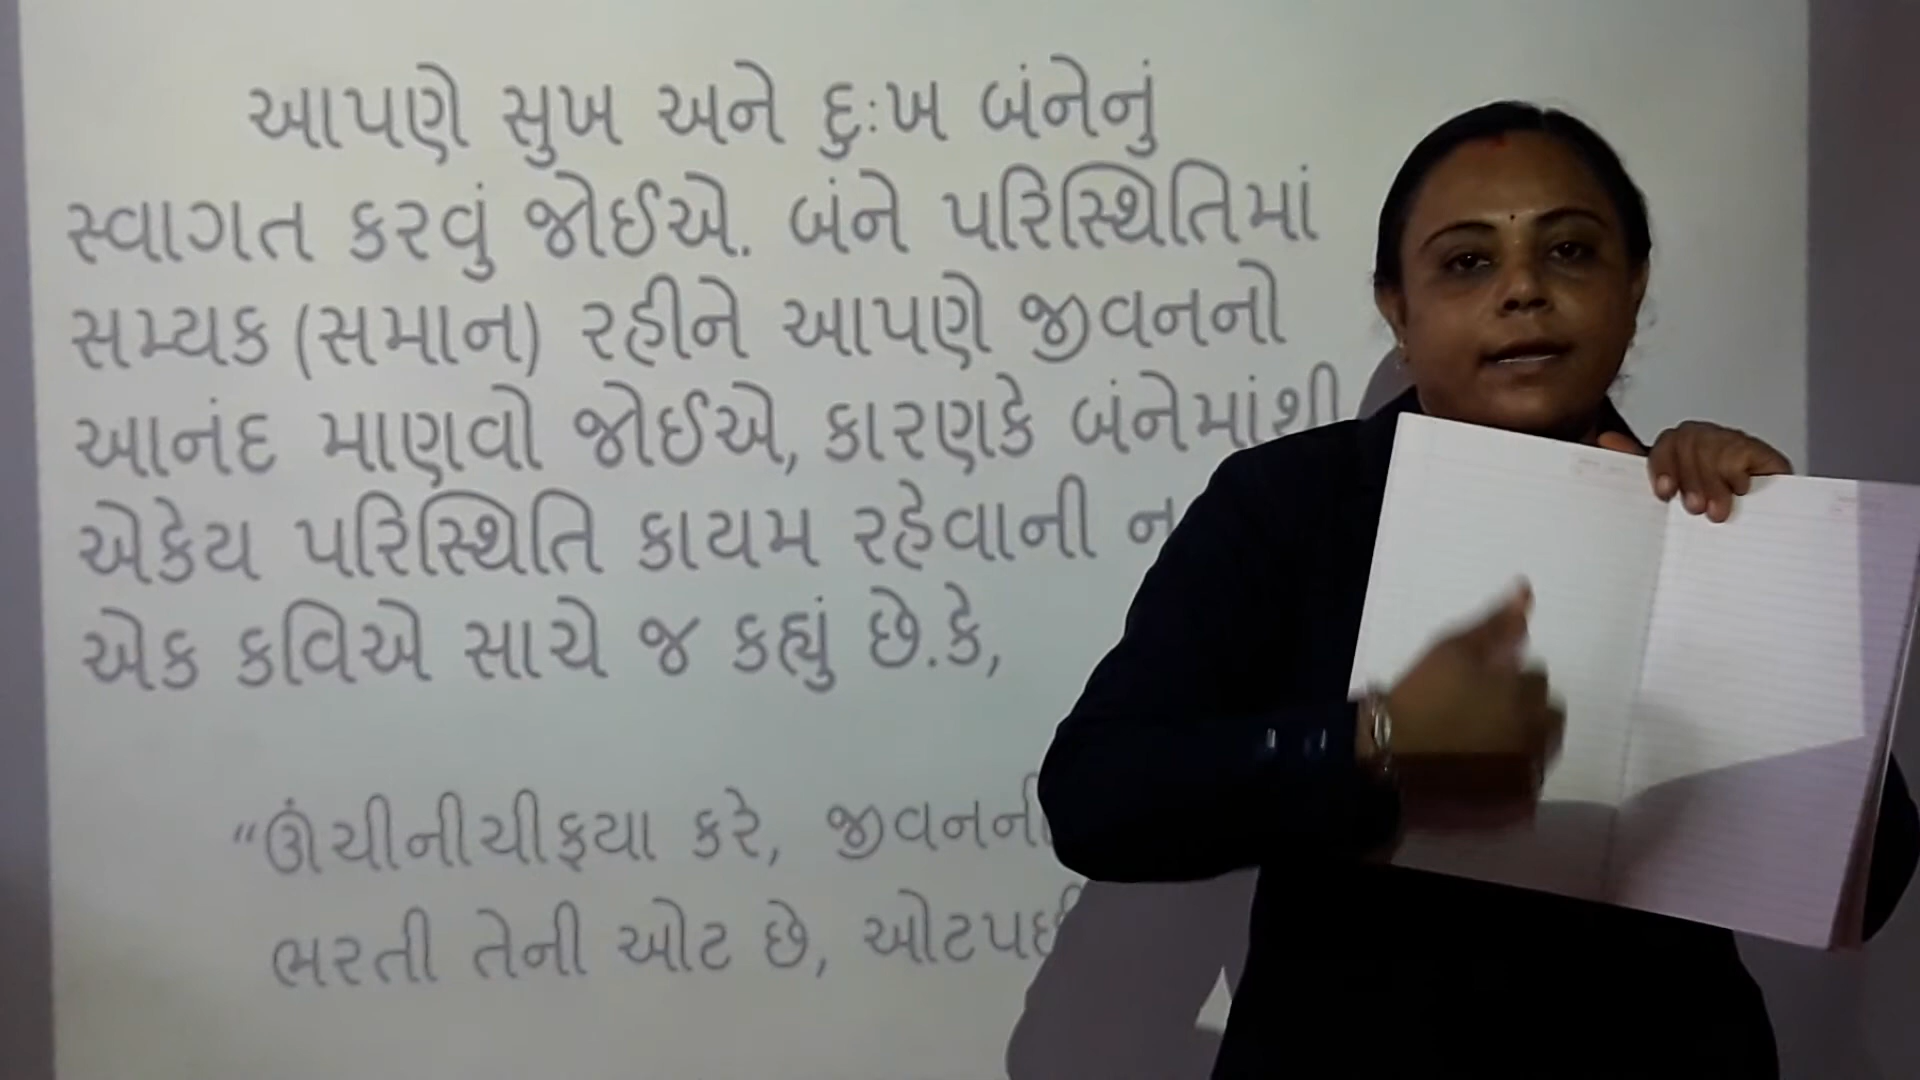 આપણે સુખ અને દુઃખ બંનેનું
સ્વાગત કરવું જોઈએ. બંને પરિસ્થિતિમાં
સમ્યક (સમાન) રહીને આપણે જીવનનો
આનંદ માણવો જોઈએ, કારણકે બંનેમાંથી
એકેય પરિસ્થિતિ કાયમ રહેવાની
એક કવિએ સાચે જ કહ્યું છે.કે,
“ઊંચીનીચીફર્યા કરે, જીવનની
ભરતી તેની ઓટ છે,